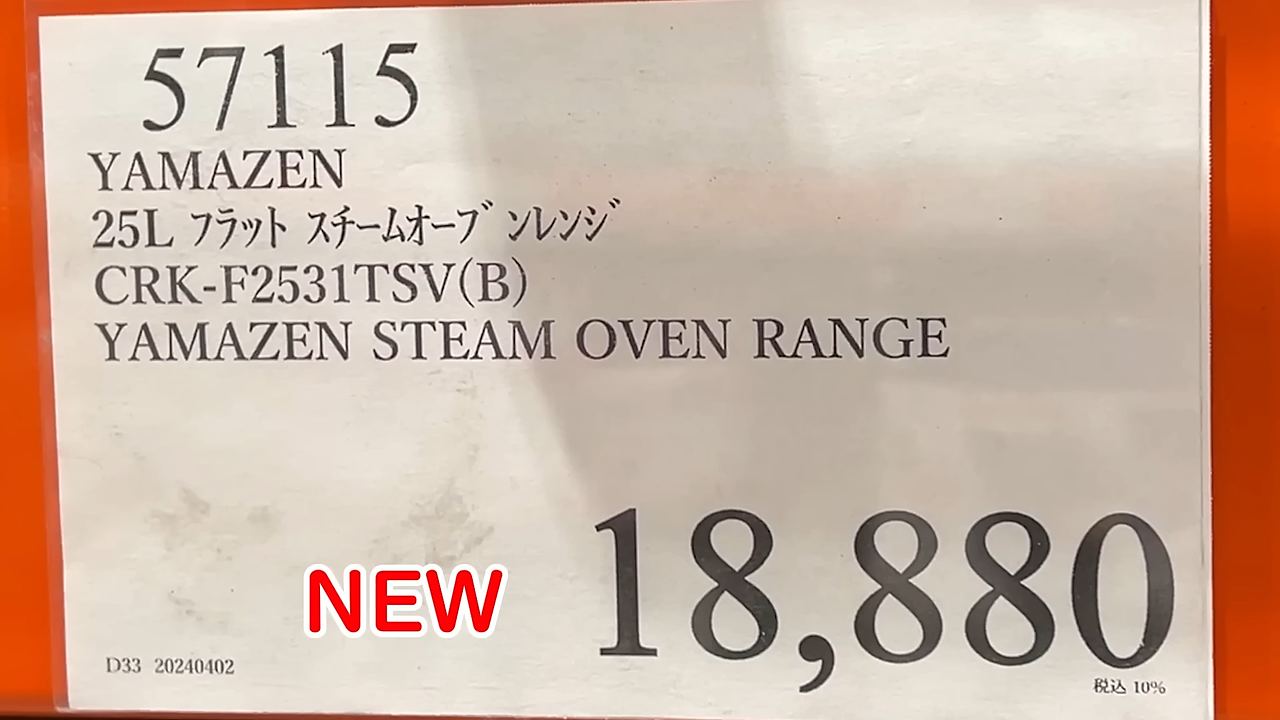 57115
YAMAZEN
25L フラット スチームオーブンレンジ
CRK-F2531TSV(B)
YAMAZEN STEAM OVEN RANGE
NEW
18,880
D33 20240402
税込 10%